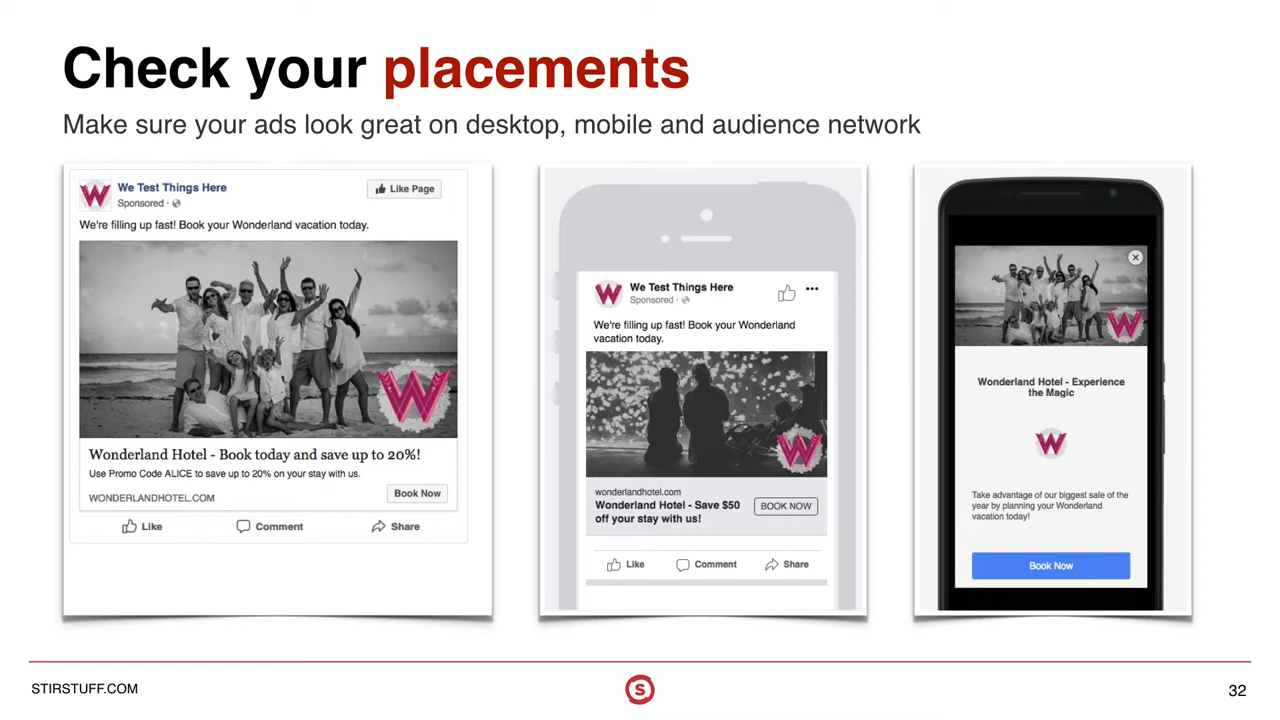 Check your placements
Make sure your ads look great on desktop, mobile and audience network
W
We Test Things Here
Sponsored ·
Like Page
We're filling up fast! Book your Wonderland vacation today.
W
Wonderland Hotel - Book today and save up to 20%!
Use Promo Code ALICE to save up to 20% on your stay with us.
WONDERLANDHOTEL.COM
Book Now
Like
Comment
Share
W
We Test Things Here
Sponsored ·
We're filling up fast! Book your Wonderland
vacation today.
W
wonderlandhotel.com
Wonderland Hotel - Save $50
off your stay with us!
BOOK NOW
Like
Comment
Share
W
Wonderland Hotel - Experience
the Magic
W
Take advantage of our biggest sale of the
year by planning your Wonderland
vacation today!
Book Now
STIRSTUFF.COM
S
32